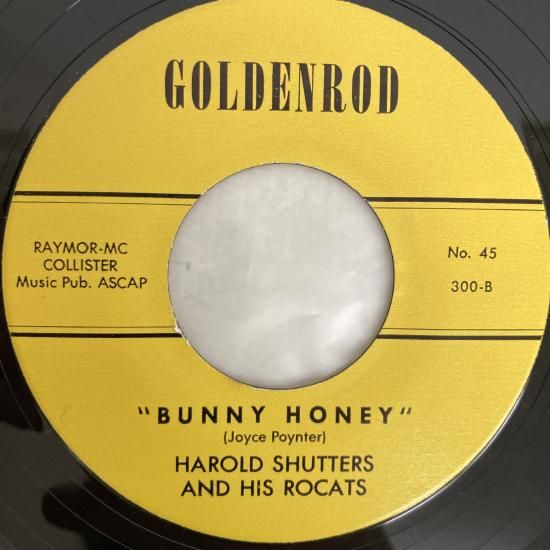 GOLDENROD
RAYMOR-MC
COLLISTER
Music Pub. ASCAP
No. 45
300-B
"BUNNY HONEY"
(Joyce Poynter)
HAROLD SHUTTERS
AND HIS ROCATS